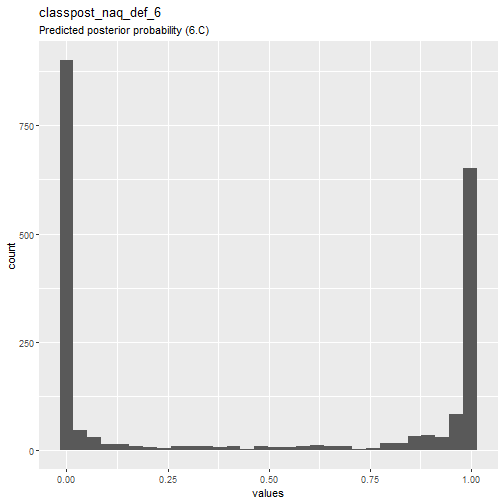 classpost_naq_def_6
Predicted posterior probability (6.C)
count
750
500
250
0
0.00 0.25 0.50 0.75 1.00
values